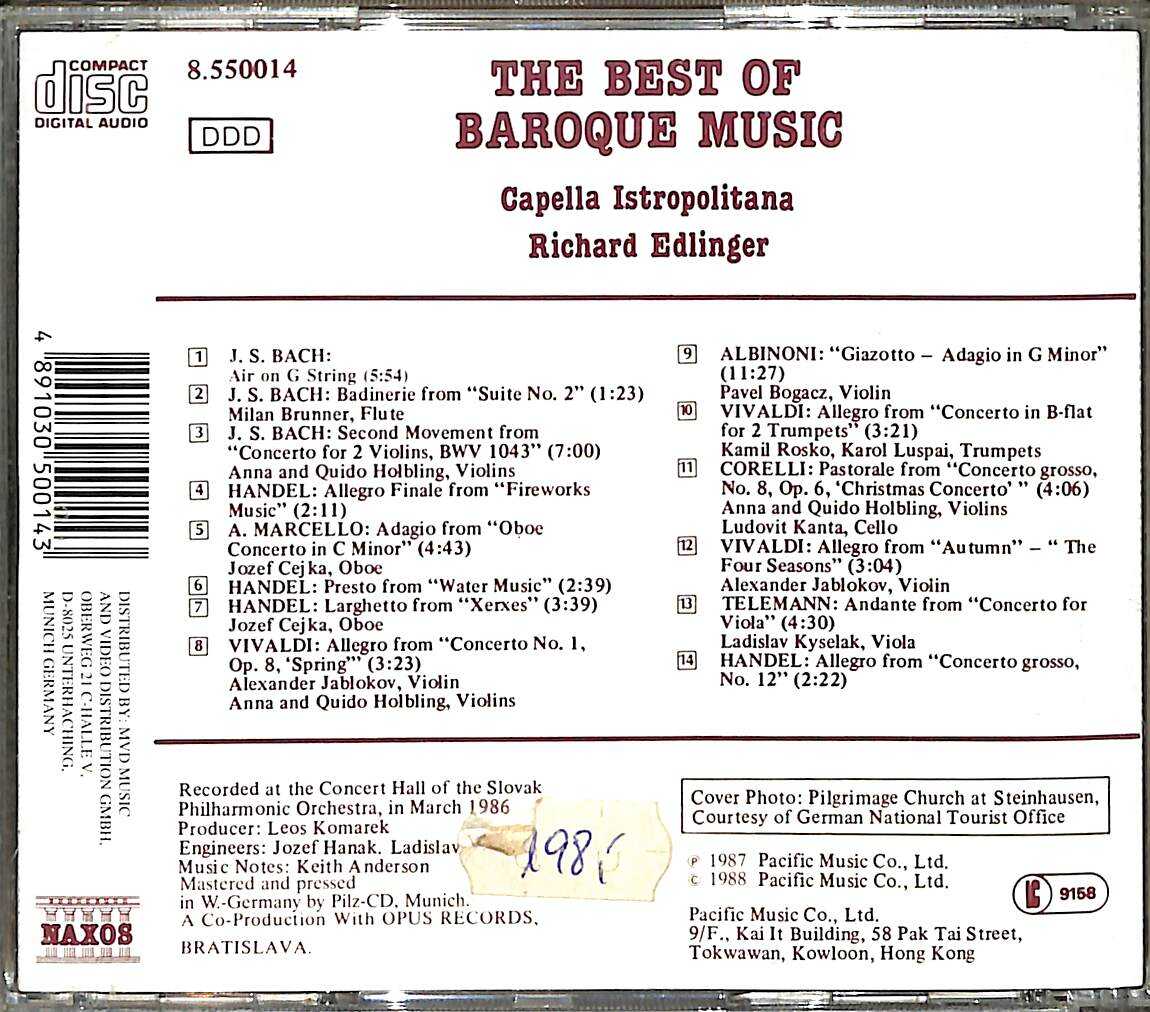 COMPACT
disc
DIGITAL AUDIO
8.550014
DDD
THE BEST OF
BAROQUE MUSIC
Capella Istropolitana
Richard Edlinger
1 J. S. BACH:
Air on G String (5:54)
2 J. S. BACH: Badinerie from “Suite No. 2” (1:23)
Milan Brunner, Flute
3 J. S. BACH: Second Movement from
“Concerto for 2 Violins, BWV 1043” (7:00)
Anna and Quido Holbling, Violins
4 HANDEL: Allegro Finale from “Fireworks
Music” (2:11)
5 A. MARCELLO: Adagio from “Oboe
Concerto in C Minor” (4:43)
Jozef Cejka, Oboe
6 HANDEL: Presto from “Water Music” (2:39)
7 HANDEL: Larghetto from “Xerxes” (3:39)
Jozef Cejka, Oboe
8 VIVALDI: Allegro from “Concerto No. 1,
Op. 8, ‘Spring’” (3:23)
Alexander Jablokov, Violin
Anna and Quido Holbling, Violins
9 ALBINONI: “Giazotto – Adagio in G Minor”
(11:27)
Pavel Bogacz, Violin
10 VIVALDI: Allegro from “Concerto in B-flat
for 2 Trumpets” (3:21)
Kamil Rosko, Karol Luspai, Trumpets
11 CORELLI: Pastorale from “Concerto grosso,
No. 8, Op. 6, ‘Christmas Concerto’ ” (4:06)
Anna and Quido Holbling, Violins
Ludovit Kanta, Cello
12 VIVALDI: Allegro from “Autumn” – “ The
Four Seasons” (3:04)
Alexander Jablokov, Violin
13 TELEMANN: Andante from “Concerto for
Viola” (4:30)
Ladislav Kyselak, Viola
14 HANDEL: Allegro from “Concerto grosso,
No. 12” (2:22)
4 891030 500143
DISTRIBUTED BY: MVD MUSIC
AND VIDEO DISTRIBUTION GMBH.
OBERWEG 21 C-HALLE V.
D-8025 UNTERHACHING.
MUNICH GERMANY
NAXOS
Recorded at the Concert Hall of the Slovak
Philharmonic Orchestra, in March 1986
Producer: Leos Komarek
Engineers: Jozef Hanak. Ladislav
Music Notes: Keith Anderson
Mastered and pressed
in W.-Germany by Pilz-CD, Munich.
A Co-Production With OPUS RECORDS,
BRATISLAVA.
198,
Cover Photo: Pilgrimage Church at Steinhausen,
Courtesy of German National Tourist Office
℗ 1987 Pacific Music Co., Ltd.
© 1988 Pacific Music Co., Ltd.
Pacific Music Co., Ltd.
9/F., Kai It Building, 58 Pak Tai Street,
Tokwawan, Kowloon, Hong Kong
LC 9158